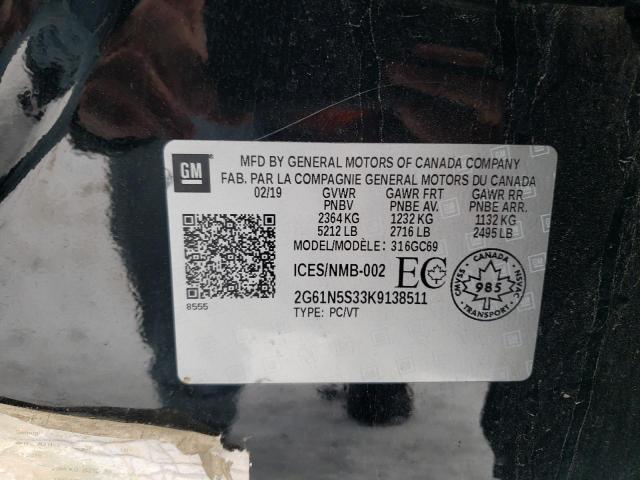 GM
MFD BY GENERAL MOTORS OF CANADA COMPANY
FAB. PAR LA COMPAGNIE GENERAL MOTORS DU CANADA
02/19 GVWR GAWR FRT GAWR RR
PNBV PNBE AV. PNBE ARR.
2364 KG 1232 KG 1132 KG
5212 LB 2716 LB 2495 LB
MODEL/MODÈLE: 316GC69
ICES/NMB-002 EC
2G61N5S33K9138511
TYPE: PC/VT
8555
CANADA
CMVSS NSVAC
985
TRANSPORT